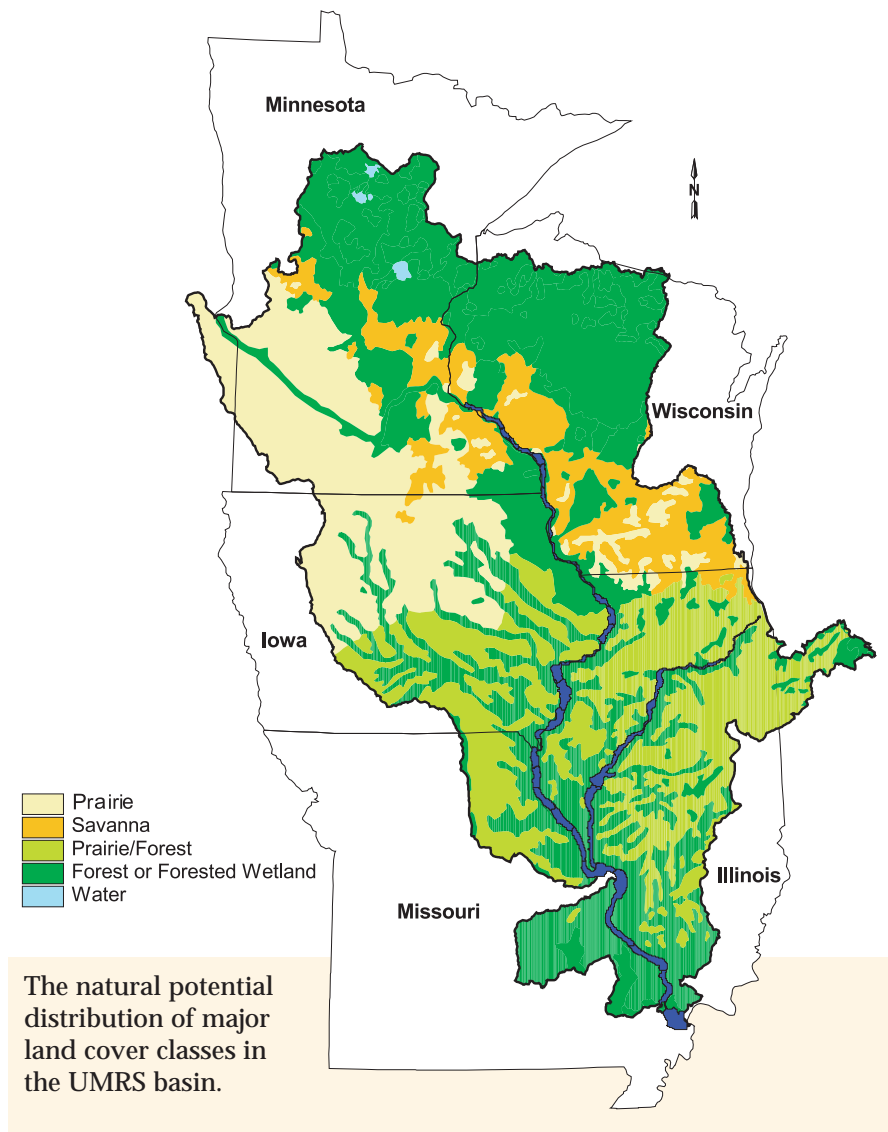 Minnesota
N
Wisconsin
Iowa
Prairie
Savanna
Prairie/Forest
Forest or Forested Wetland
Water
Illinois
Missouri
The natural potential
distribution of major
land cover classes in
the UMRS basin.